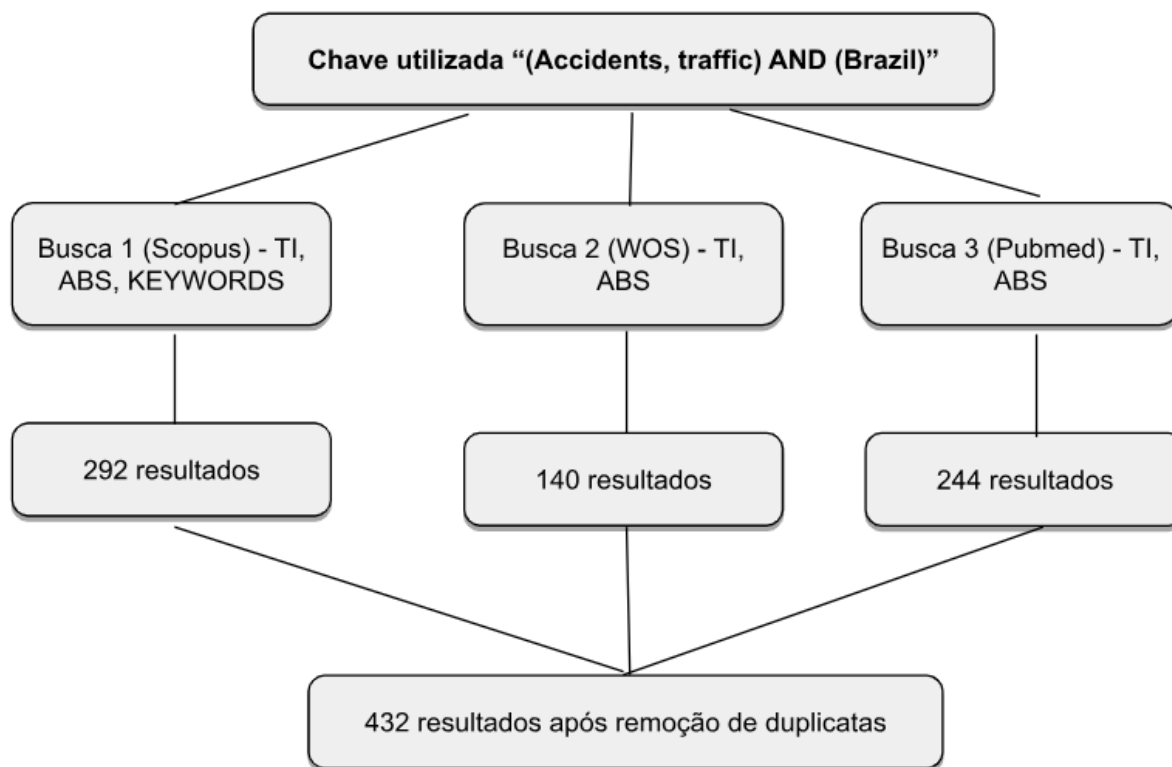 Chave utilizada “(Accidents, traffic) AND (Brazil)”
Busca 1 (Scopus) - TI,
ABS, KEYWORDS
Busca 2 (WOS) - TI,
ABS
Busca 3 (Pubmed) - TI,
ABS
292 resultados
140 resultados
244 resultados
432 resultados após remoção de duplicatas